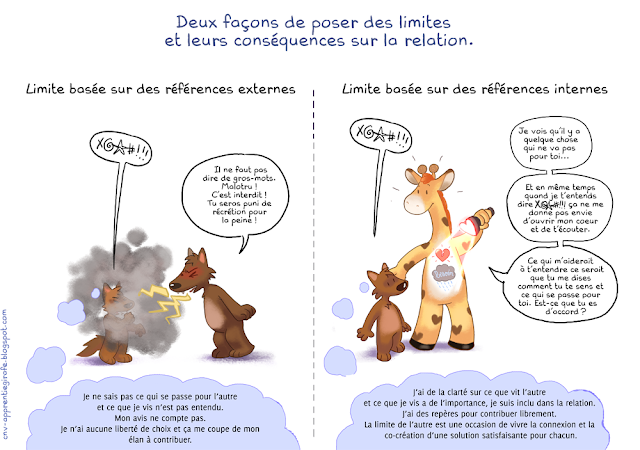 Deux façons de poser des limites
et leurs conséquences sur la relation.
Limite basée sur des références externes
X@☆#!!,
Il ne faut pas
dire de gros-mots.
Malotru !
C'est interdit !
Tu seras puni de
récrétion pour
la peine !
Je ne sais pas ce qui se passe pour l'autre
et ce que je vis n'est pas entendu.
Mon avis ne compte pas.
Je n'ai aucune liberté de choix et ça me coupe de mon
élan à contribuer.
Limite basée sur des références internes
X@☆#!!,
Je vois qu'il y a
quelque chose
qui ne va pas
pour toi...
Et en même temps
quand je t'entends
dire X@☆#!!, ça ne me
donne pas envie
d'ouvrir mon coeur
et de t'écouter.
Ce qui m'aiderait
à t'entendre ce serait
que tu me dises
comment tu te sens et
ce qui se passe pour
toi. Est-ce que tu es
d'accord ?
Besoin
J'ai de la clarté sur ce que vit l'autre
et ce que je vis a de l'importance, je suis inclu dans la relation.
J'ai des repères pour contribuer librement.
La limite de l'autre est une occasion de vivre la connexion et la
co-création d'une solution satisfaisante pour chacun.
cnv-apprentiegirafe.blogspot.com